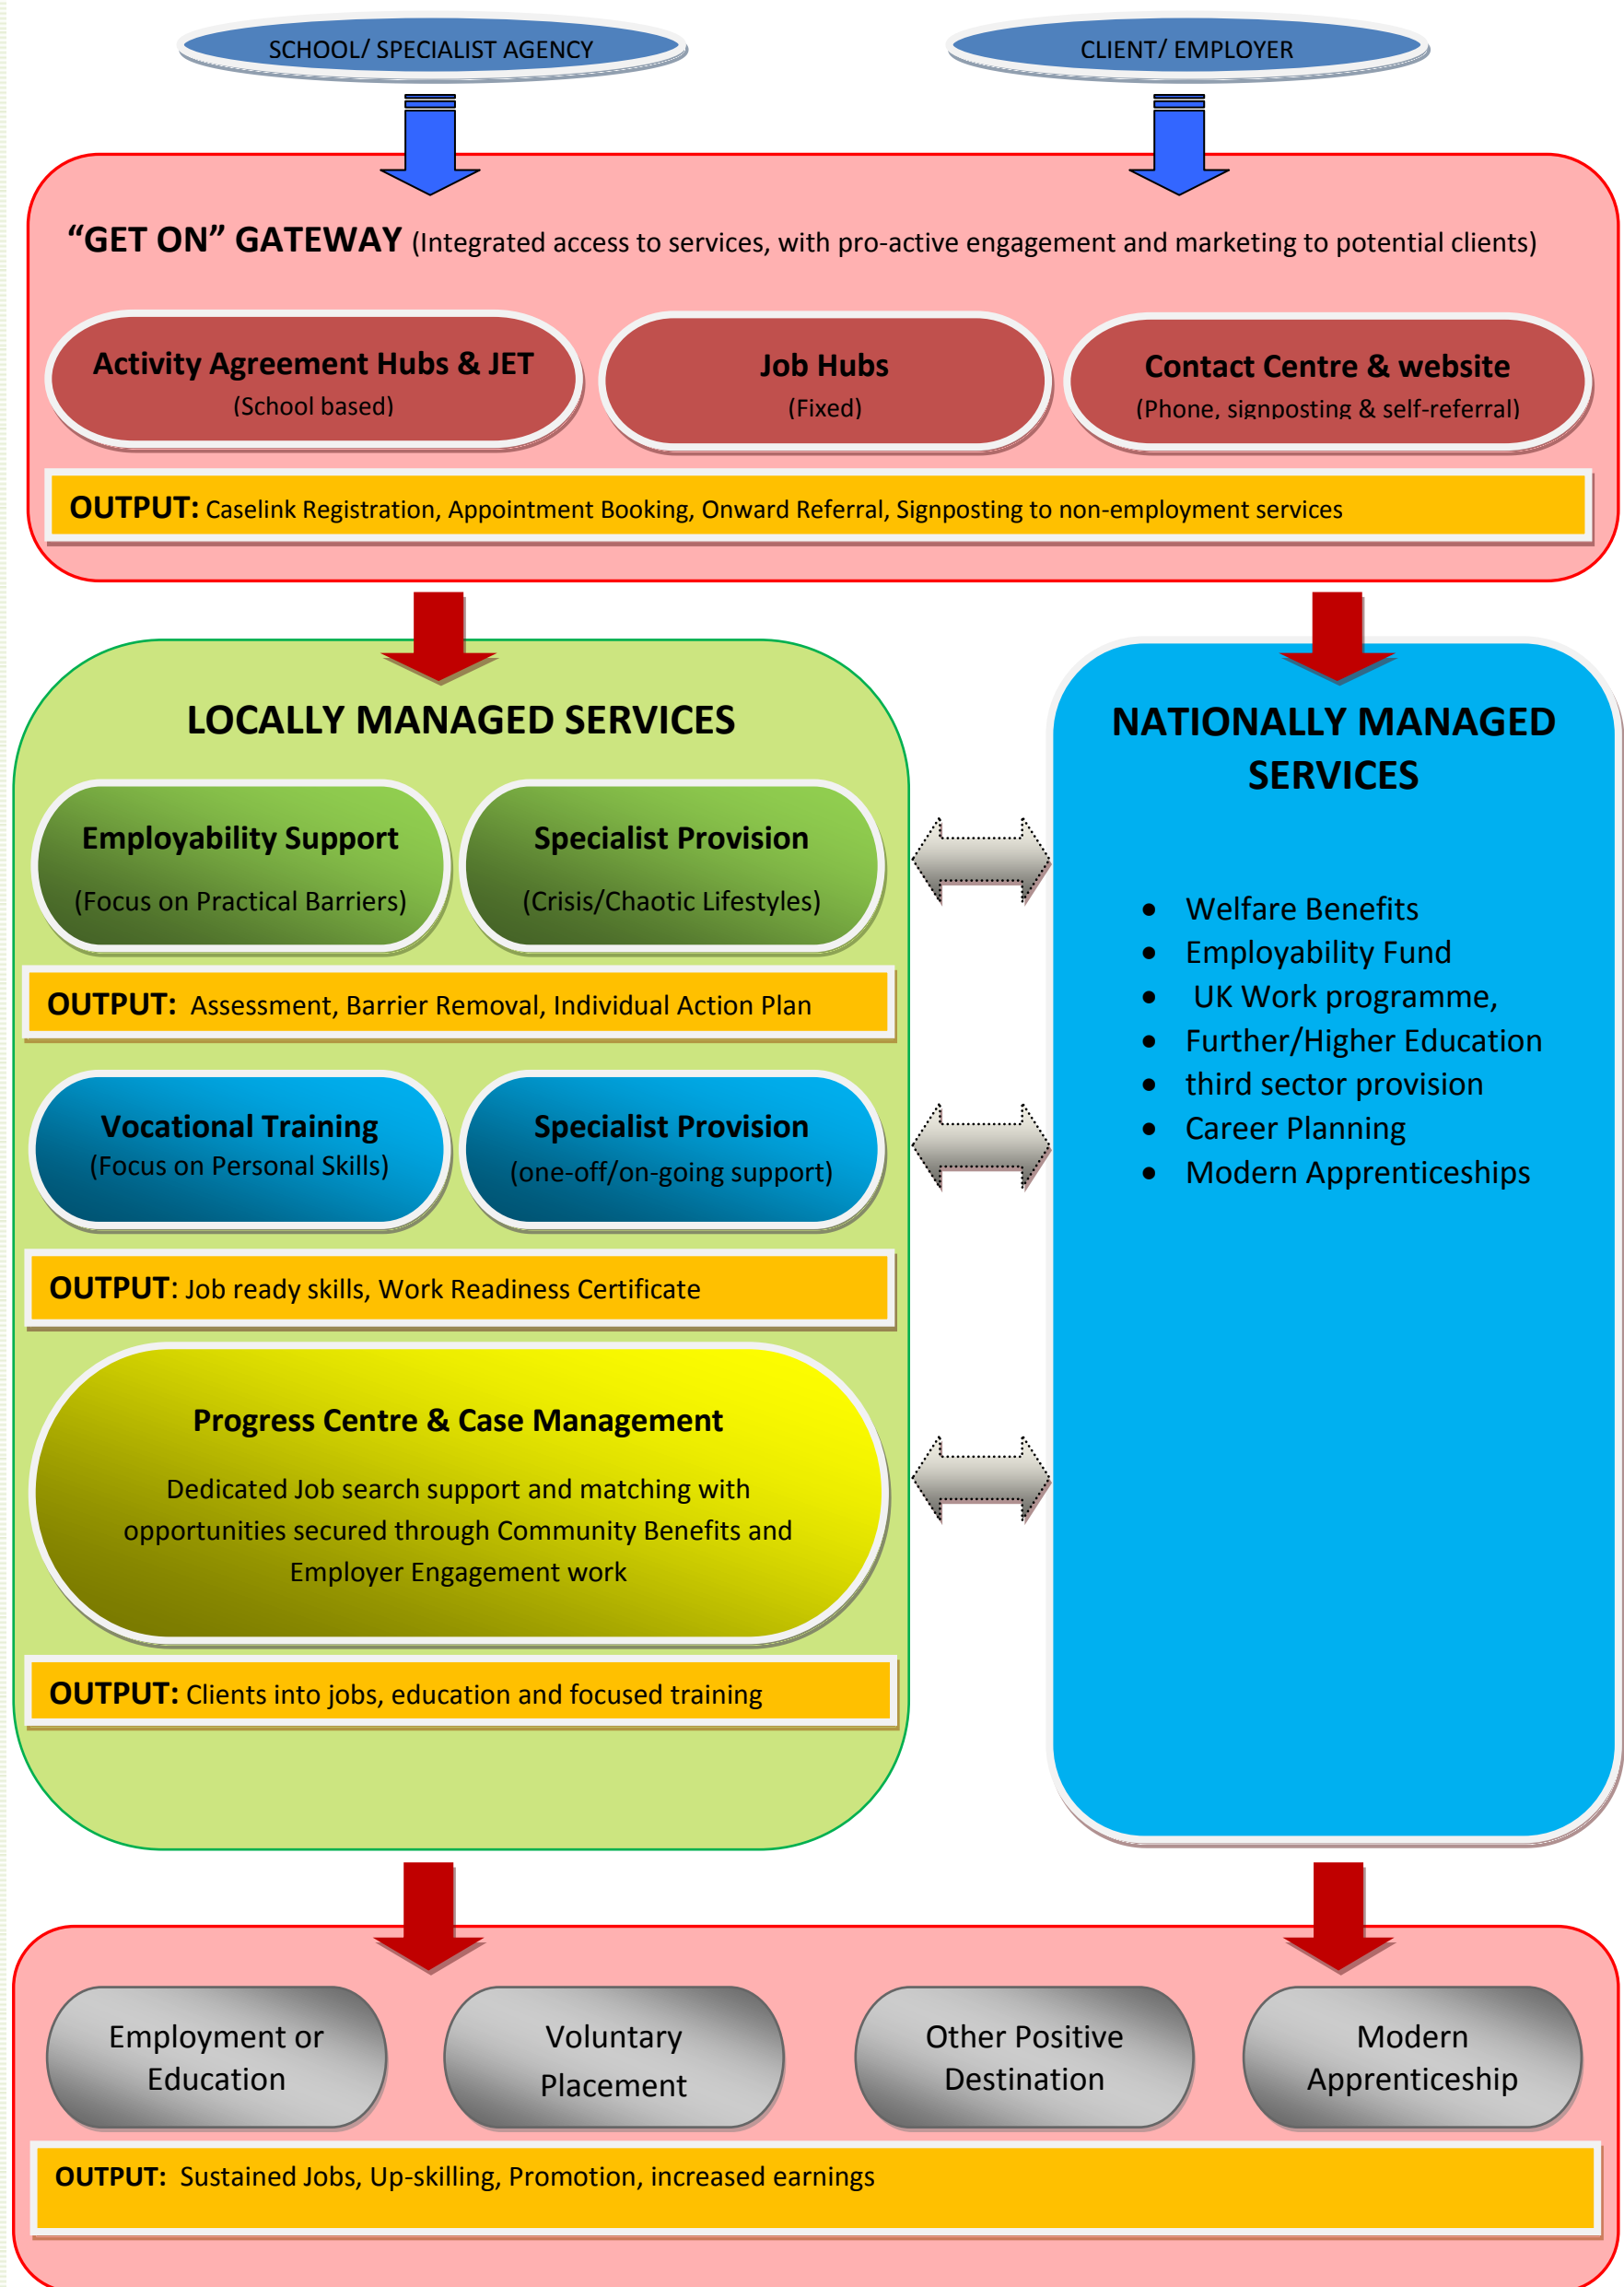 SCHOOL/ SPECIALIST AGENCY
CLIENT/ EMPLOYER
“GET ON” GATEWAY (Integrated access to services, with pro-active engagement and marketing to potential clients)
Activity Agreement Hubs & JET
(School based)
Job Hubs
(Fixed)
Contact Centre & website
(Phone, signposting & self-referral)
OUTPUT: Caselink Registration, Appointment Booking, Onward Referral, Signposting to non-employment services
LOCALLY MANAGED SERVICES
Employability Support
(Focus on Practical Barriers)
Specialist Provision
(Crisis/Chaotic Lifestyles)
OUTPUT: Assessment, Barrier Removal, Individual Action Plan
Vocational Training
(Focus on Personal Skills)
Specialist Provision
(one-off/on-going support)
OUTPUT: Job ready skills, Work Readiness Certificate
Progress Centre & Case Management
Dedicated Job search support and matching with
opportunities secured through Community Benefits and
Employer Engagement work
OUTPUT: Clients into jobs, education and focused training
NATIONALLY MANAGED
SERVICES
• Welfare Benefits
• Employability Fund
• UK Work programme,
• Further/Higher Education
• third sector provision
• Career Planning
• Modern Apprenticeships
Employment or
Education
Voluntary
Placement
Other Positive
Destination
Modern
Apprenticeship
OUTPUT: Sustained Jobs, Up-skilling, Promotion, increased earnings